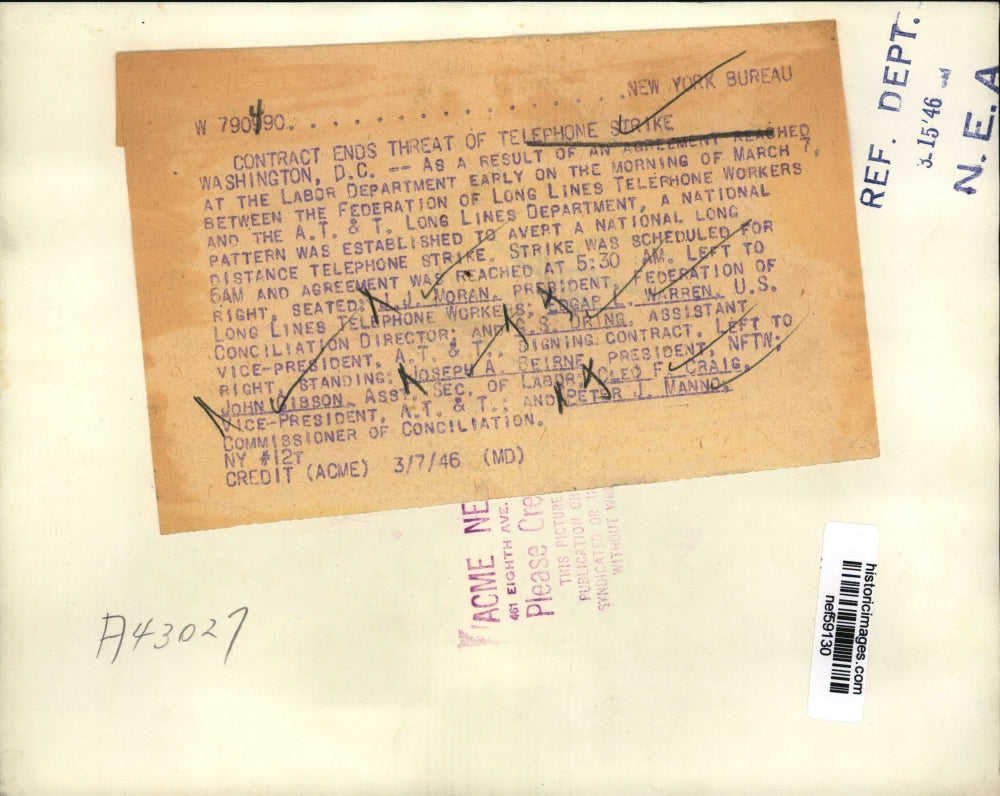 W 790490. . . . . . . . . . . . . . . . .NEW YORK BUREAU
CONTRACT ENDS THREAT OF TELEPHONE STRIKE
WASHINGTON, D.C. -- AS A RESULT OF AN AGREEMENT REACHED
AT THE LABOR DEPARTMENT EARLY ON THE MORNING OF MARCH 7,
BETWEEN THE FEDERATION OF LONG LINES TELEPHONE WORKERS
AND THE A.T. & T. LONG LINES DEPARTMENT, A NATIONAL
PATTERN WAS ESTABLISHED TO AVERT A NATIONAL LONG
DISTANCE TELEPHONE STRIKE. STRIKE WAS SCHEDULED FOR
6AM AND AGREEMENT WAS REACHED AT 5:30 AM. LEFT TO
RIGHT, SEATED: J.J. MORAN, PRESIDENT, FEDERATION OF
LONG LINES TELEPHONE WORKERS; EDGAR L. WARREN, U.S.
CONCILIATION DIRECTOR; AND G.S. DRING, ASSISTANT
VICE-PRESIDENT, A.T. & T., SIGNING CONTRACT. LEFT TO
RIGHT, STANDING: JOSEPH A. BEIRNE, PRESIDENT, NFTW;
JOHN GIBSON, ASST. SEC. OF LABOR; CLEO F. CRAIG,
VICE-PRESIDENT, A.T. & T.; AND PETER J. MANNO,
COMMISSIONER OF CONCILIATION.
NY #12T
CREDIT (ACME) 3/7/46 (MD)
REF. DEPT.
3-15'46
N.E.A
ACME NE
461 EIGHTH AVE.
Please Cre
THIS PICTURE
PUBLICATION ON
SYNDICATED OR U
WITHOUT WR
A43027
historicimages.com
nef59130